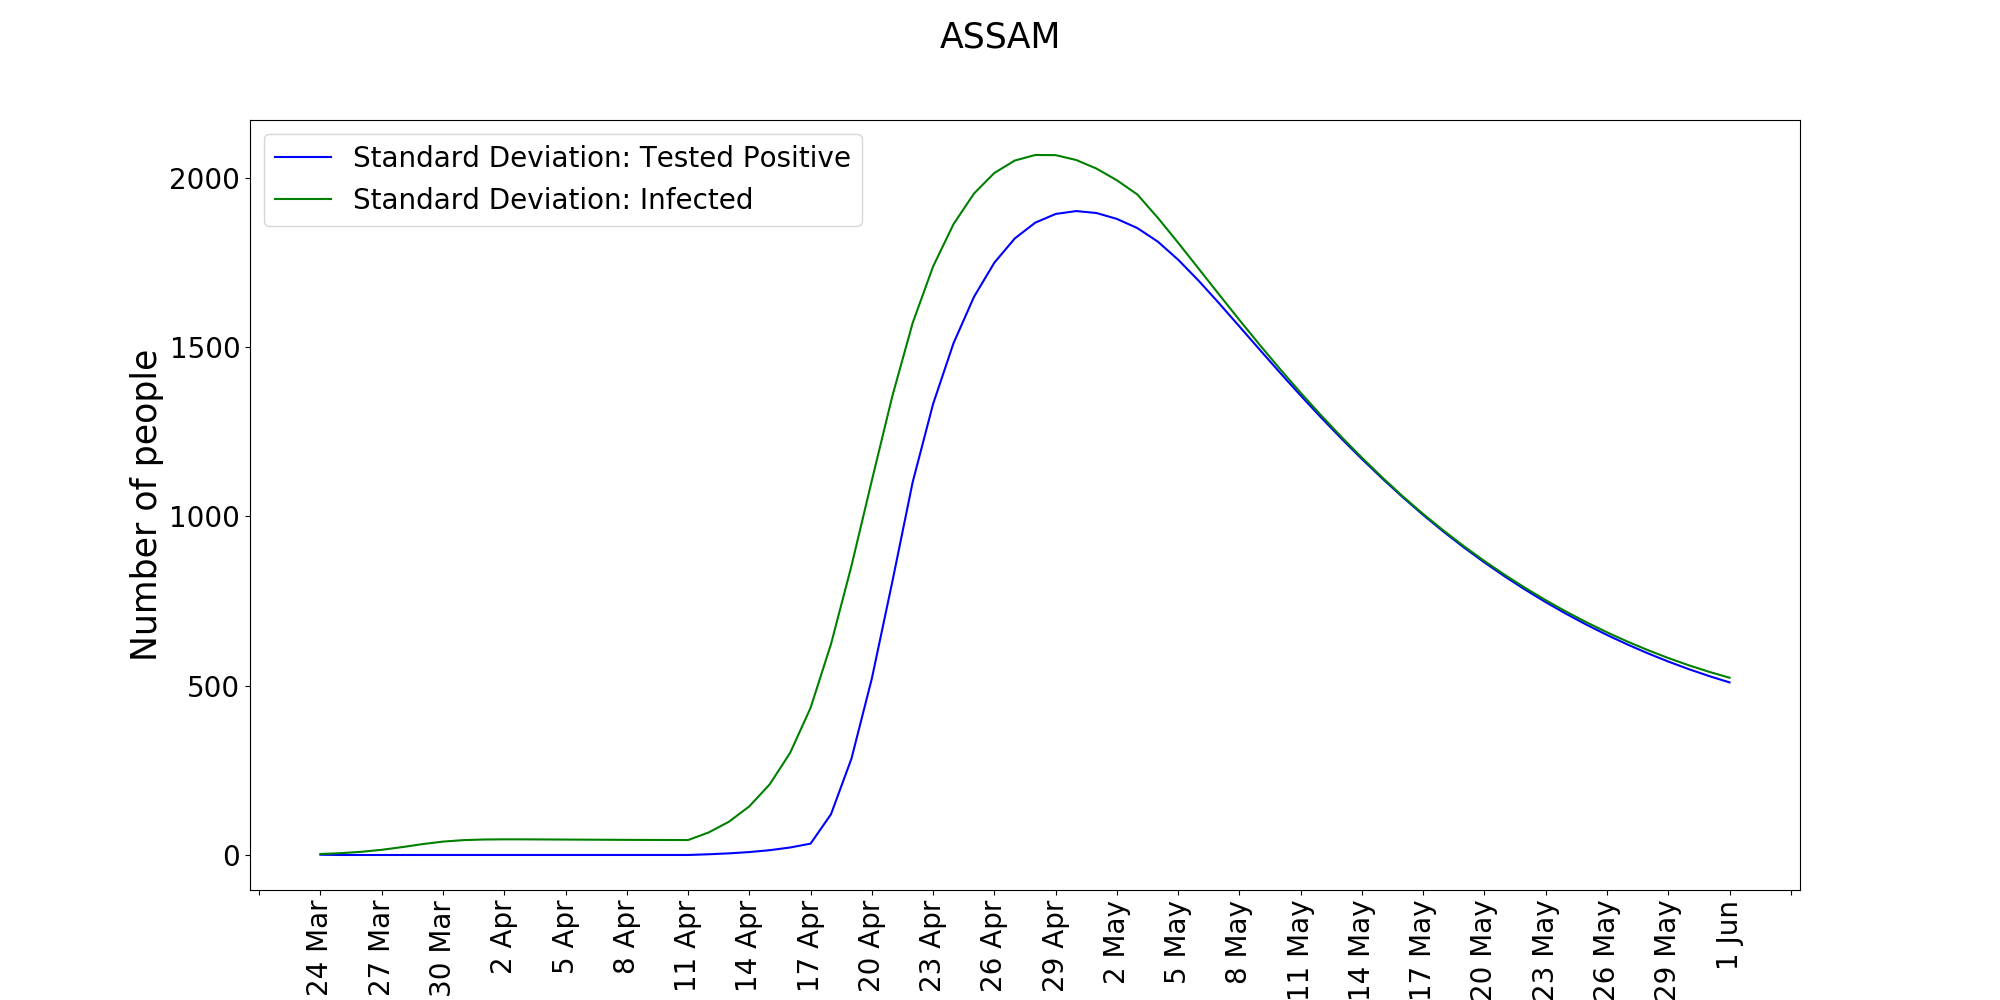 ASSAM
Standard Deviation: Tested Positive
Standard Deviation: Infected
Number of people
2000
1500
1000
500
0
24 Mar
27 Mar
30 Mar
2 Apr
5 Apr
8 Apr
11 Apr
14 Apr
17 Apr
20 Apr
23 Apr
26 Apr
29 Apr
2 May
5 May
8 May
11 May
14 May
17 May
20 May
23 May
26 May
29 May
1 Jun